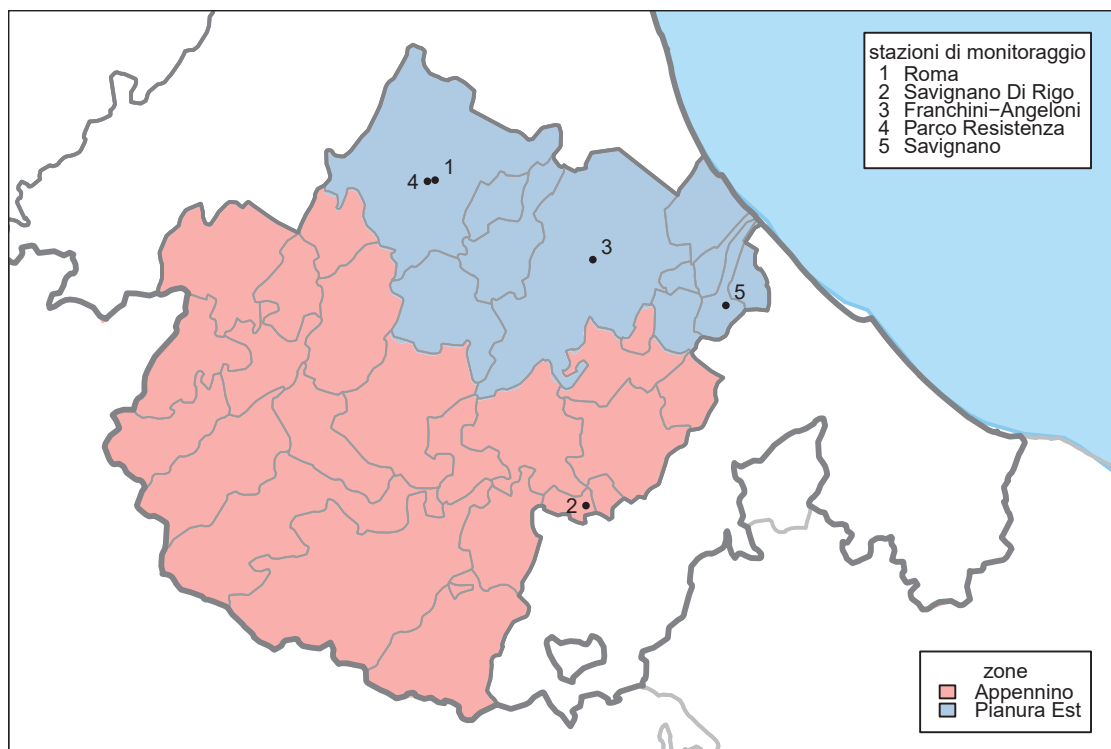 stazioni di monitoraggio
1 Roma
2 Savignano Di Rigo
3 Franchini−Angeloni
4 Parco Resistenza
5 Savignano
4 1
3
5
2
zone
Appennino
Pianura Est